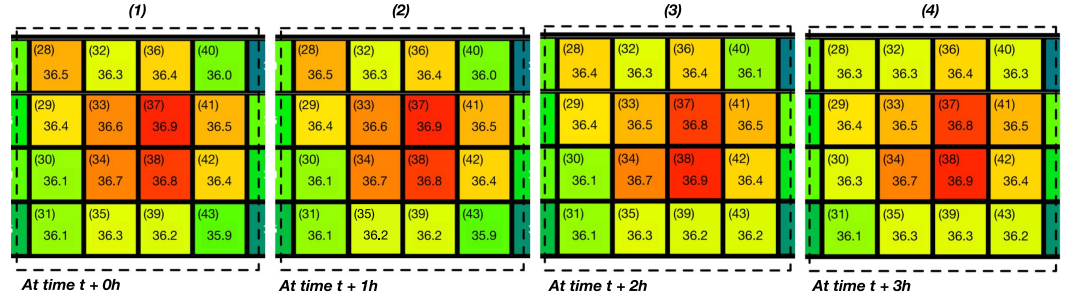 (1) (2) (3) (4)
(28) (32) (36) (40) (28) (32) (36) (40) (28) (32) (36) (40) (28) (32) (36) (40)
36.5 36.3 36.4 36.0 36.5 36.3 36.4 36.0 36.4 36.3 36.4 36.1 36.3 36.3 36.4 36.3
(29) (33) (37) (41) (29) (33) (37) (41) (29) (33) (37) (41) (29) (33) (37) (41)
36.4 36.6 36.9 36.5 36.4 36.6 36.9 36.5 36.4 36.5 36.8 36.5 36.4 36.5 36.8 36.5
(30) (34) (38) (42) (30) (34) (38) (42) (30) (34) (38) (42) (30) (34) (38) (42)
36.1 36.7 36.8 36.4 36.1 36.7 36.8 36.4 36.1 36.7 36.9 36.4 36.3 36.7 36.9 36.4
(31) (35) (39) (43) (31) (35) (39) (43) (31) (35) (39) (43) (31) (35) (39) (43)
36.1 36.3 36.2 35.9 36.1 36.2 36.2 35.9 36.1 36.3 36.2 36.2 36.1 36.3 36.3 36.2
At time t + 0h At time t + 1h At time t + 2h At time t + 3h